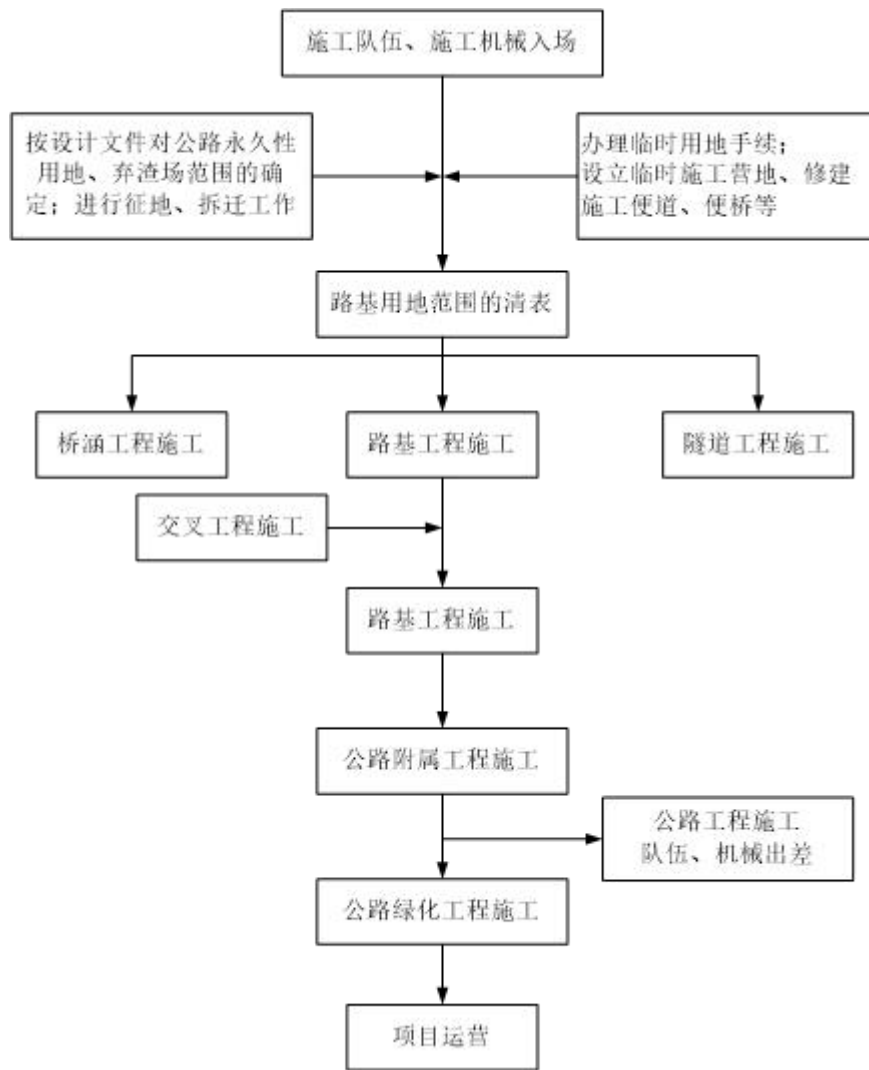 施工队伍、施工机械入场
按设计文件对公路永久性
用地、弃渣场范围的确
定；进行征地、拆迁工作
办理临时用地手续；
设立临时施工营地、修建
施工便道、便桥等
路基用地范围的清表
桥涵工程施工
路基工程施工
隧道工程施工
交叉工程施工
路基工程施工
公路附属工程施工
公路工程施工
队伍、机械出差
公路绿化工程施工
项目运营